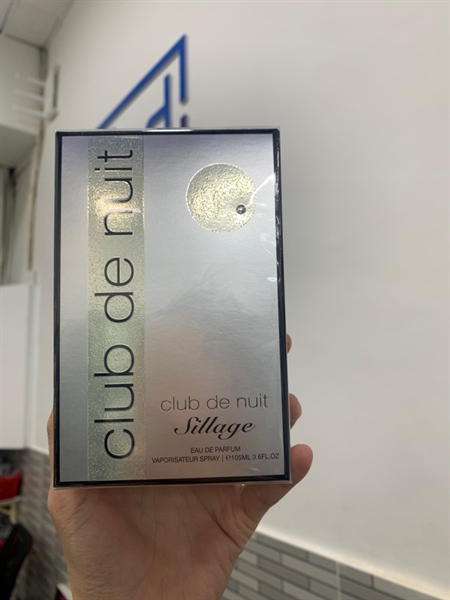 club de nuit
club de nuit
Sillage
EAU DE PARFUM
VAPORISATEUR SPRAY | ℮105ML 3.6FL.OZ